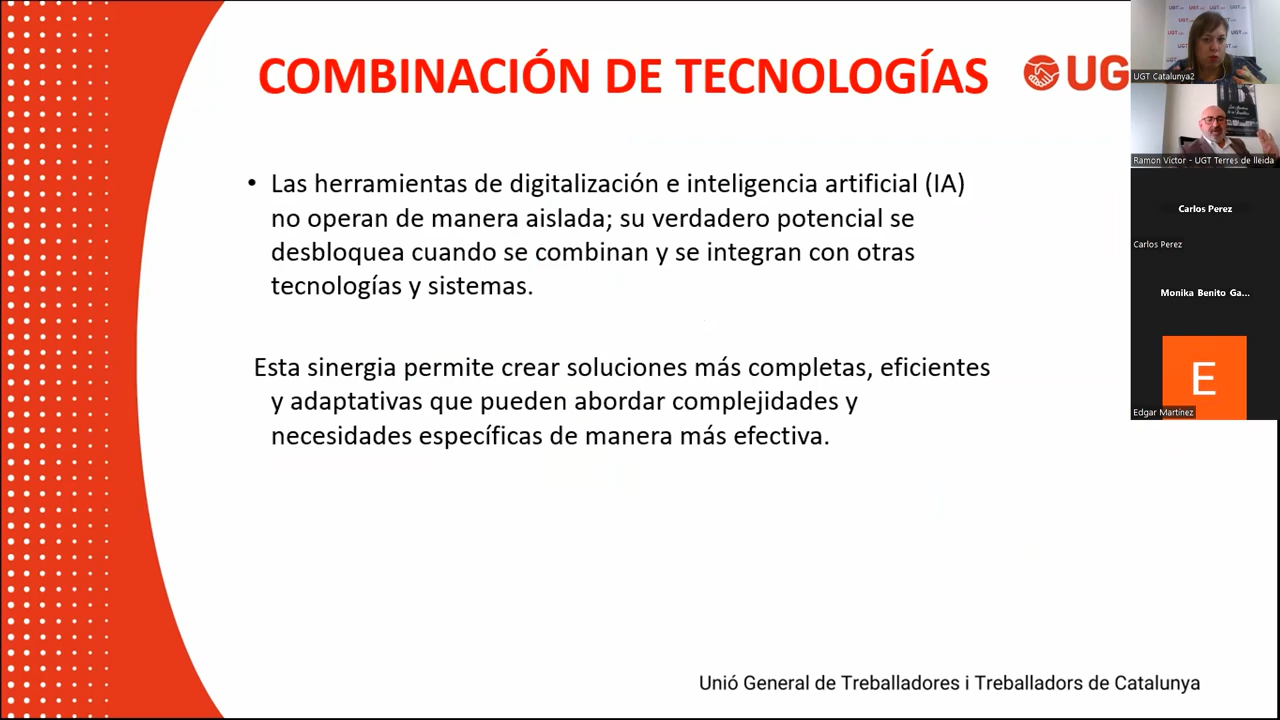 COMBINACIÓN DE TECNOLOGÍAS
UG
• Las herramientas de digitalización e inteligencia artificial (IA)
no operan de manera aislada; su verdadero potencial se
desbloquea cuando se combinan y se integran con otras
tecnologías y sistemas.
Esta sinergia permite crear soluciones más completas, eficientes
y adaptativas que pueden abordar complejidades y
necesidades específicas de manera más efectiva.
Unió General de Treballadores i Treballadors de Catalunya
UGT Catalunya2
Ramon Víctor - UGT Terres de lleida
Carlos Perez
Carlos Perez
Monika Benito Ga...
E
Edgar Martínez